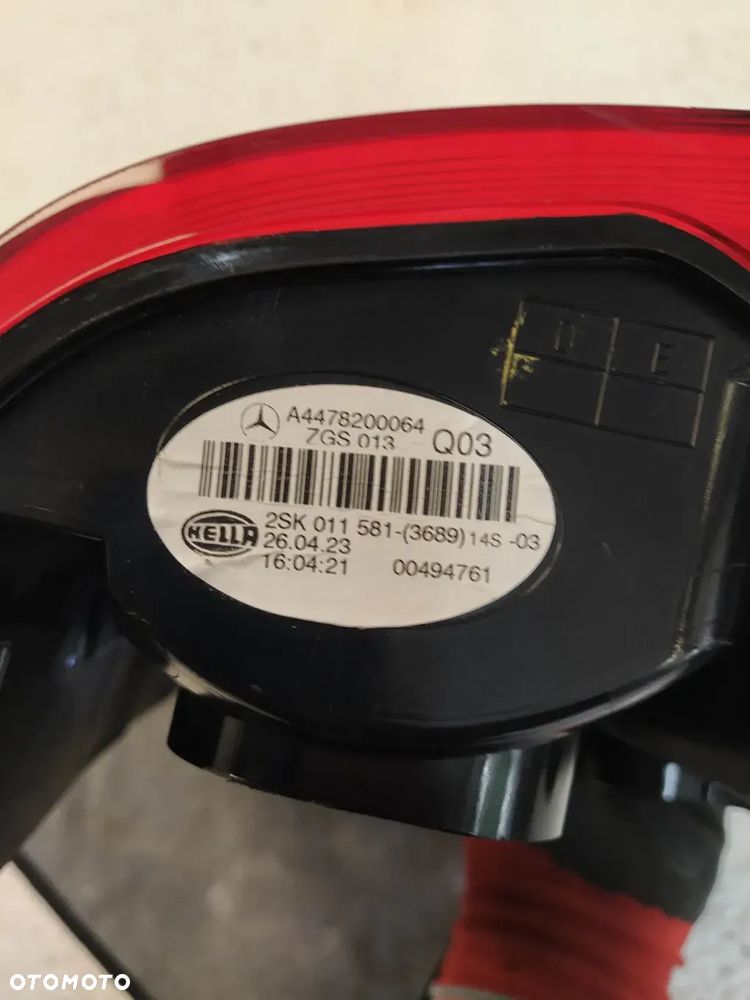 D E
A4478200064
ZGS 013 Q03
HELLA
2SK 011 581-(3689) 14S -03
26.04.23
16:04:21 00494761
OTOMOTO